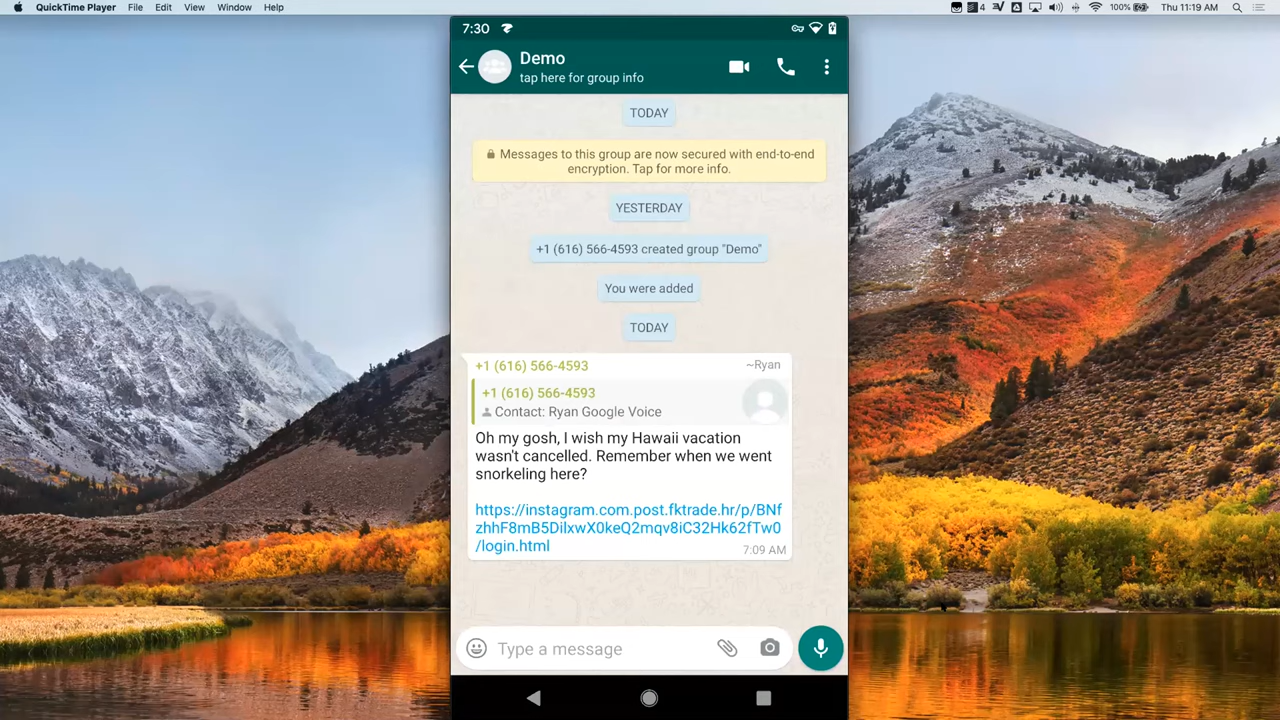 QuickTime Player File Edit View Window Help
4 100% Thu 11:19 AM
7:30
Demo
tap here for group info
TODAY
Messages to this group are now secured with end-to-end
encryption. Tap for more info.
YESTERDAY
+1 (616) 566-4593 created group "Demo"
You were added
TODAY
+1 (616) 566-4593 ~Ryan
+1 (616) 566-4593
Contact: Ryan Google Voice
Oh my gosh, I wish my Hawaii vacation
wasn't cancelled. Remember when we went
snorkeling here?
https://instagram.com.post.fktrade.hr/p/BNf
zhhF8mB5DilxwX0keQ2mqv8iC32Hk62fTw0
/login.html
7:09 AM
Type a message